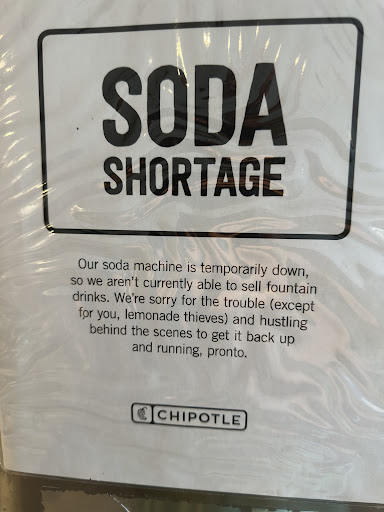 SODA
SHORTAGE
Our soda machine is temporarily down,
so we aren't currently able to sell fountain
drinks. We're sorry for the trouble (except
for you, lemonade thieves) and hustling
behind the scenes to get it back up
and running, pronto.
CHIPOTLE